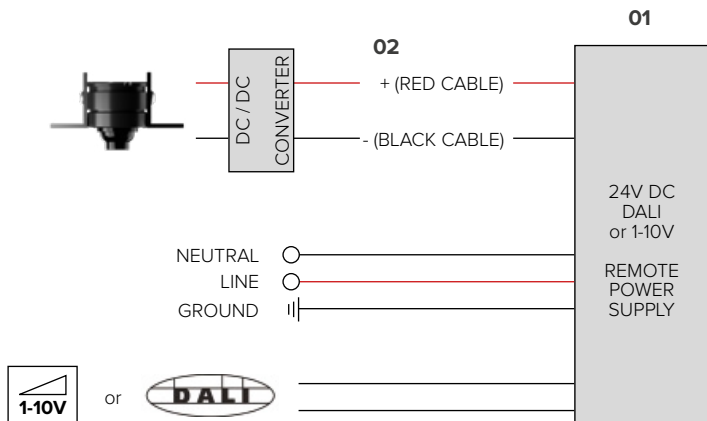 01
02
DC / DC
CONVERTER
+ (RED CABLE)
- (BLACK CABLE)
24V DC
DALI
or 1-10V
REMOTE
POWER
SUPPLY
NEUTRAL
LINE
GROUND
1-10V
or
DALI